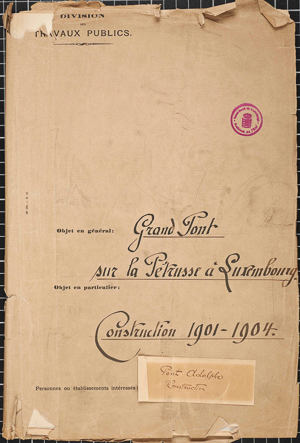 DIVISION
DES
TRAVAUX PUBLICS.
Objet en général:
Grand Pont
sur la Pétrusse à Luxembourg.
Objet en particulier:
Construction 1901-1904.
Pont Adolphe
Construction
Personnes ou établissements intéressés: